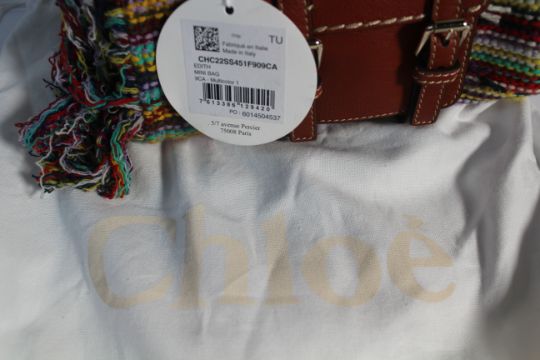 TU
Fabriqué en Italie
Made in Italy
CHC22SS451F909CA
EDITH
MINI BAG
9CA - Multicolor 1
7613386129420
PO : 6014504537
5/7 avenue Percier
75008 Paris
Chloé